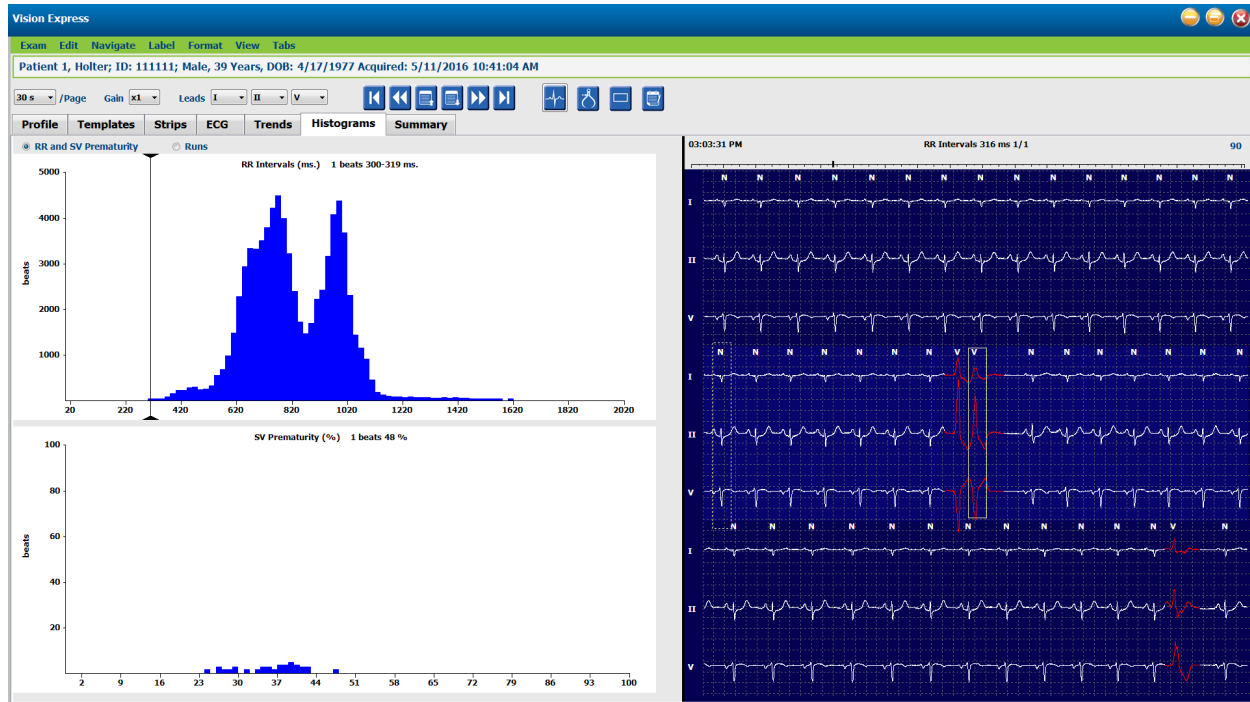 Vision Express
Exam Edit Navigate Label Format View Tabs
Patient 1, Holter; ID: 111111; Male, 39 Years, DOB: 4/17/1977 Acquired: 5/11/2016 10:41:04 AM
30 s /Page Gain x1 Leads I II V
Profile Templates Strips ECG Trends Histograms Summary
RR and SV Prematurity Runs
RR Intervals (ms.) 1 beats 300-319 ms.
5000
4000
3000
2000
1000
beats
20 220 420 620 820 1020 1220 1420 1620 1820 2020
SV Prematurity (%) 1 beats 48 %
100
80
60
40
20
beats
2 9 16 23 30 37 44 51 58 65 72 79 86 93 100
03:03:31 PM RR Intervals 316 ms 1/1 90
N N N N N N N N N N N N N N N
I
II
V
N N N N N N N V V N N N N N N N
I
II
V
N N N N N N N N N N N N V N
I
II
V